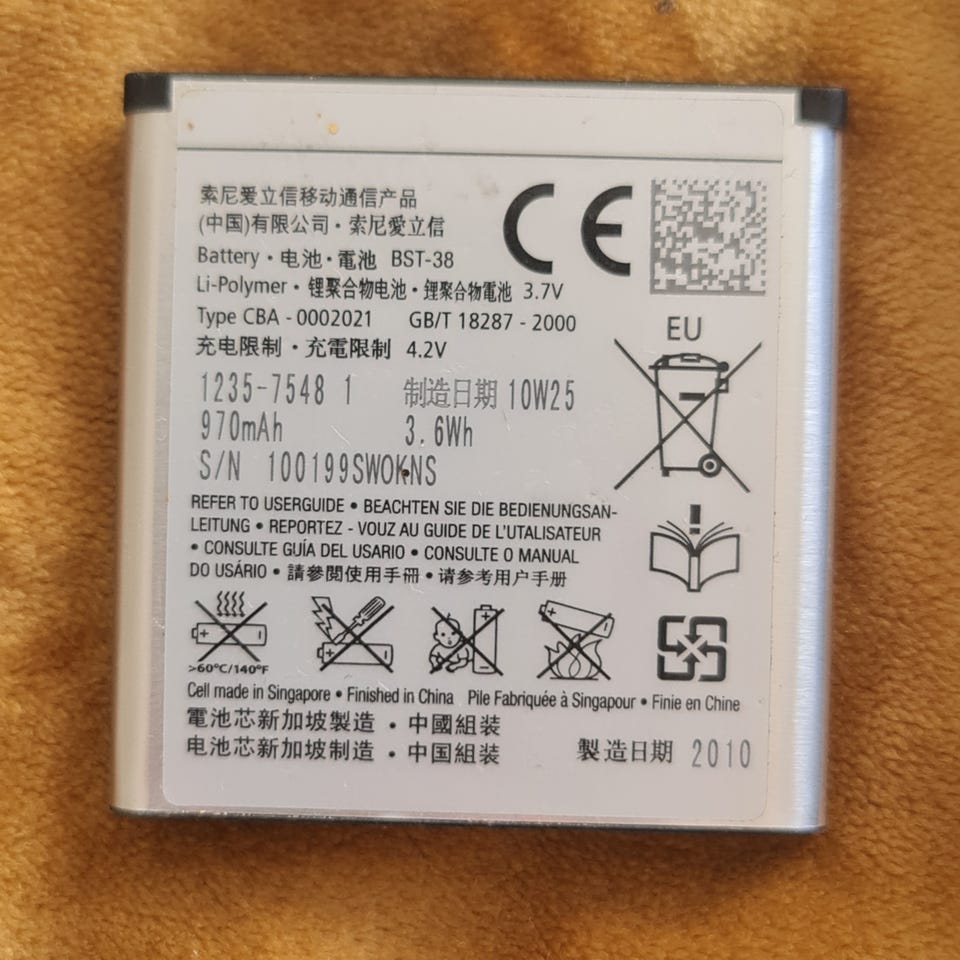 索尼爱立信移动通信产品
(中国)有限公司・索尼愛立信
Battery・电池・電池 BST-38
Li-Polymer・锂聚合物电池・鋰聚合物電池 3.7V
Type CBA - 0002021 GB/T 18287 - 2000
充电限制・充電限制 4.2V
CE
EU
1235-7548 1 制造日期 10W25
970mAh 3.6Wh
S/N 100199SWOKNS
REFER TO USERGUIDE • BEACHTEN SIE DIE BEDIENUNGSAN-
LEITUNG • REPORTEZ - VOUZ AU GUIDE DE L'UTALISATEUR
• CONSULTE GUÍA DEL USARIO • CONSULTE O MANUAL
DO USÁRIO • 請參閱使用手冊 • 请参考用户手册
>60°C/140°F
Cell made in Singapore • Finished in China Pile Fabriquée à Singapour • Finie en Chine
電池芯新加坡製造・中國組装
电池芯新加坡制造・中国组装 製造日期 2010